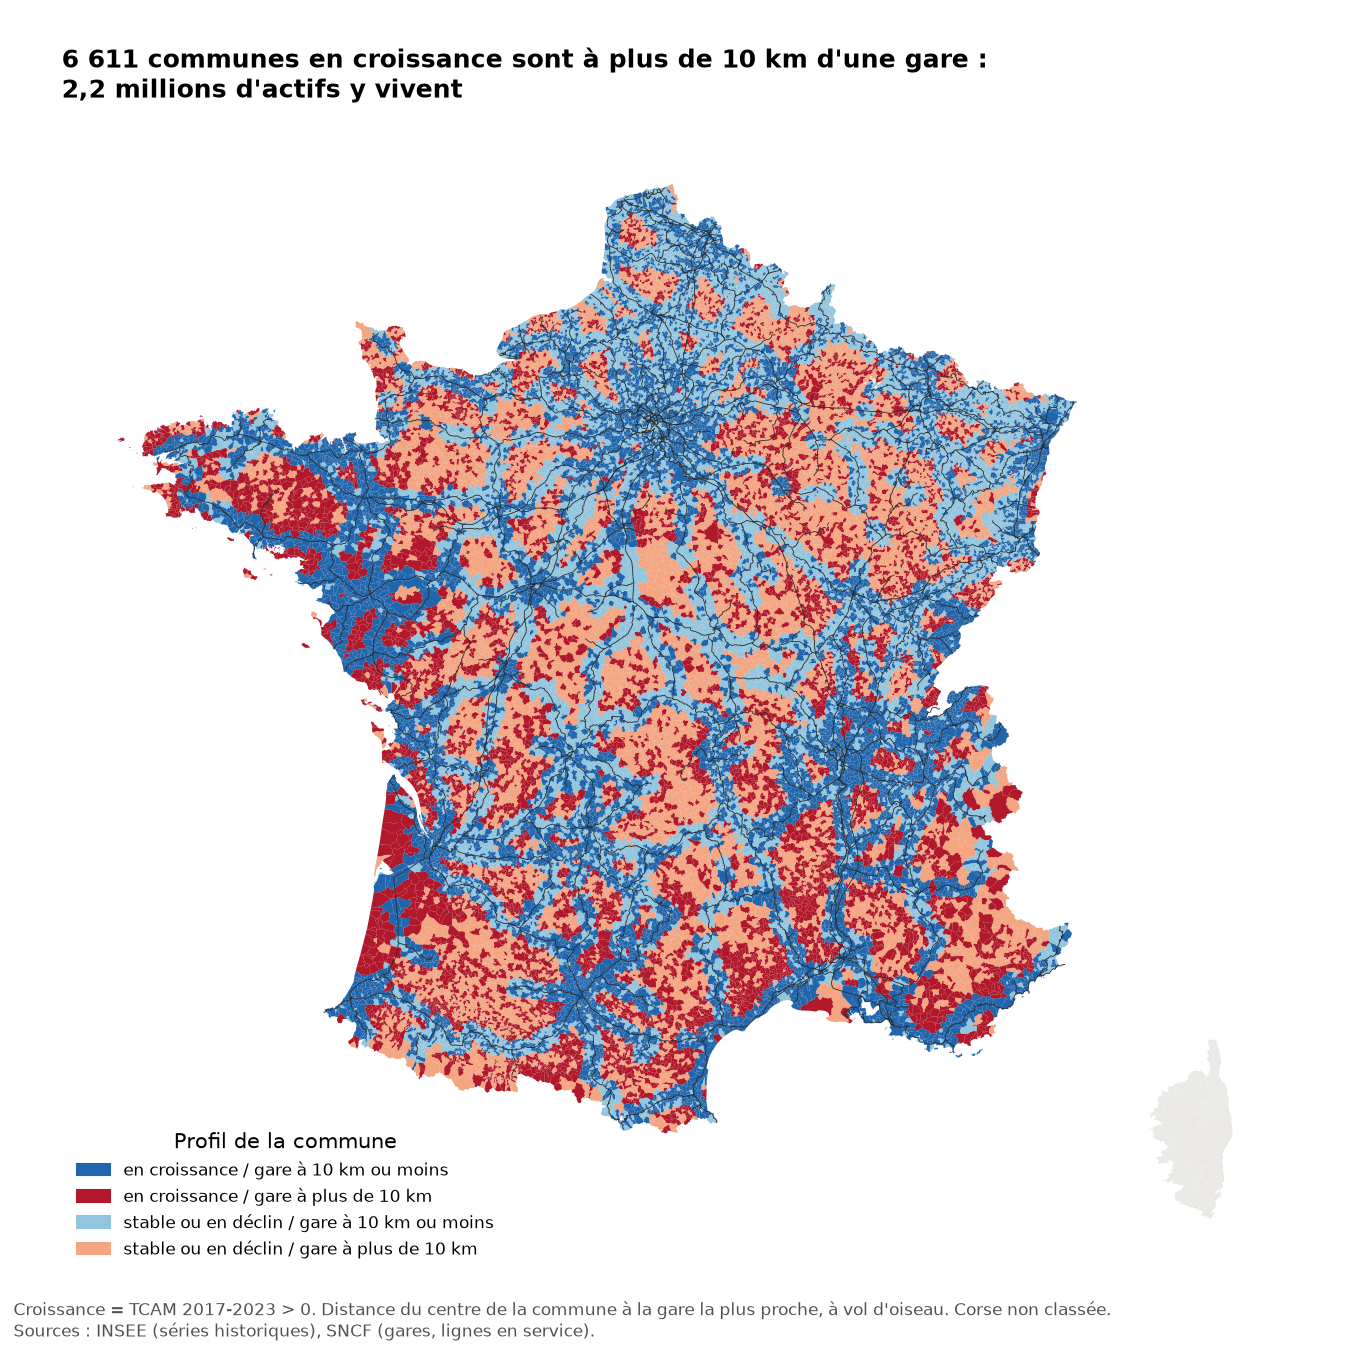 6 611 communes en croissance sont à plus de 10 km d'une gare :
2,2 millions d'actifs y vivent
Profil de la commune
en croissance / gare à 10 km ou moins
en croissance / gare à plus de 10 km
stable ou en déclin / gare à 10 km ou moins
stable ou en déclin / gare à plus de 10 km
Croissance = TCAM 2017-2023 > 0. Distance du centre de la commune à la gare la plus proche, à vol d'oiseau. Corse non classée.
Sources : INSEE (séries historiques), SNCF (gares, lignes en service).